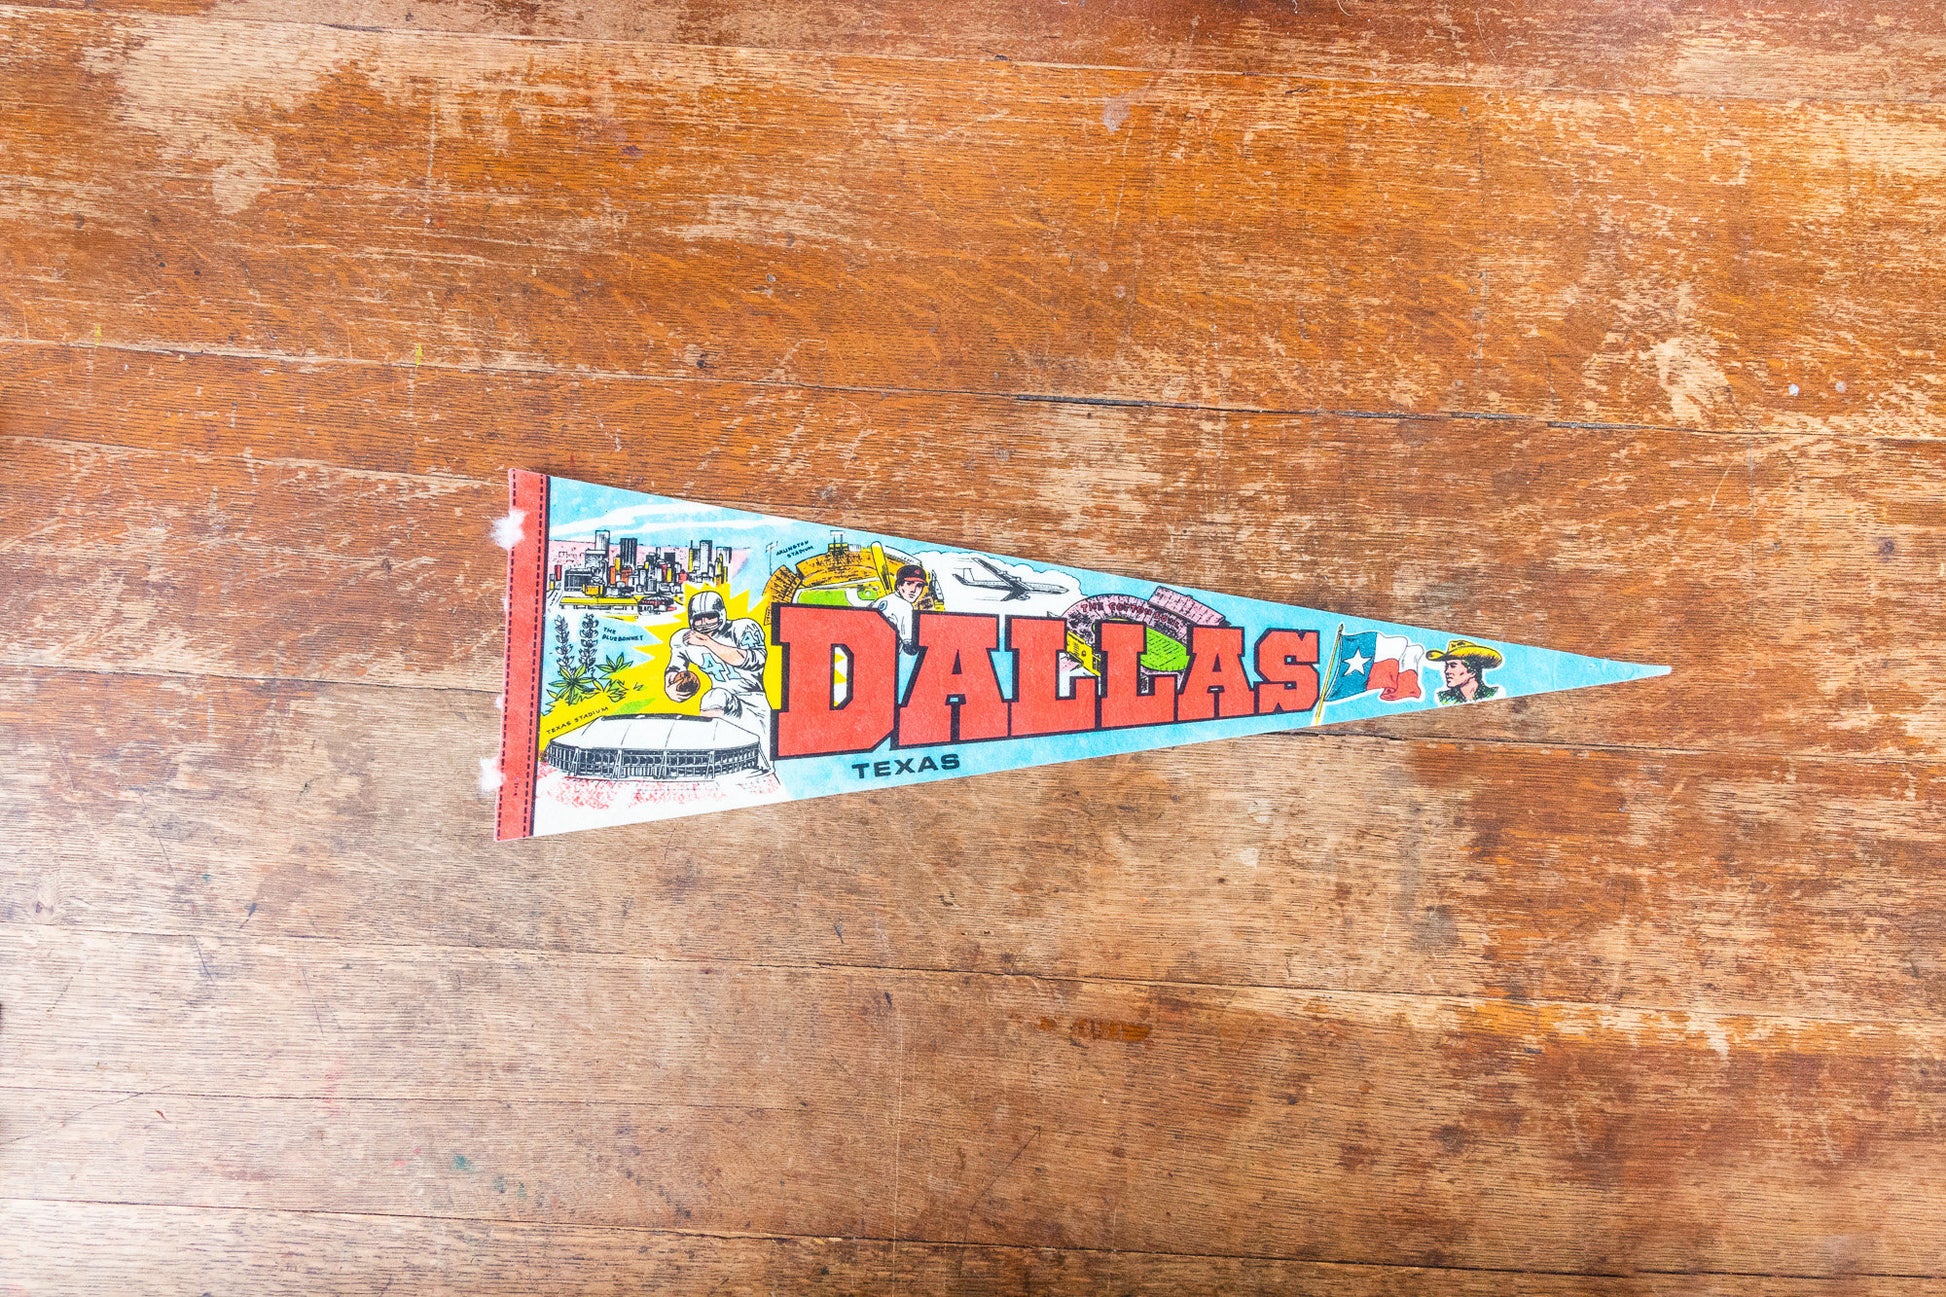 THE
BLUEBONNET
TEXAS STADIUM
ARLINGTON
STADIUM
THE COTTON BOWL
DALLAS
TEXAS